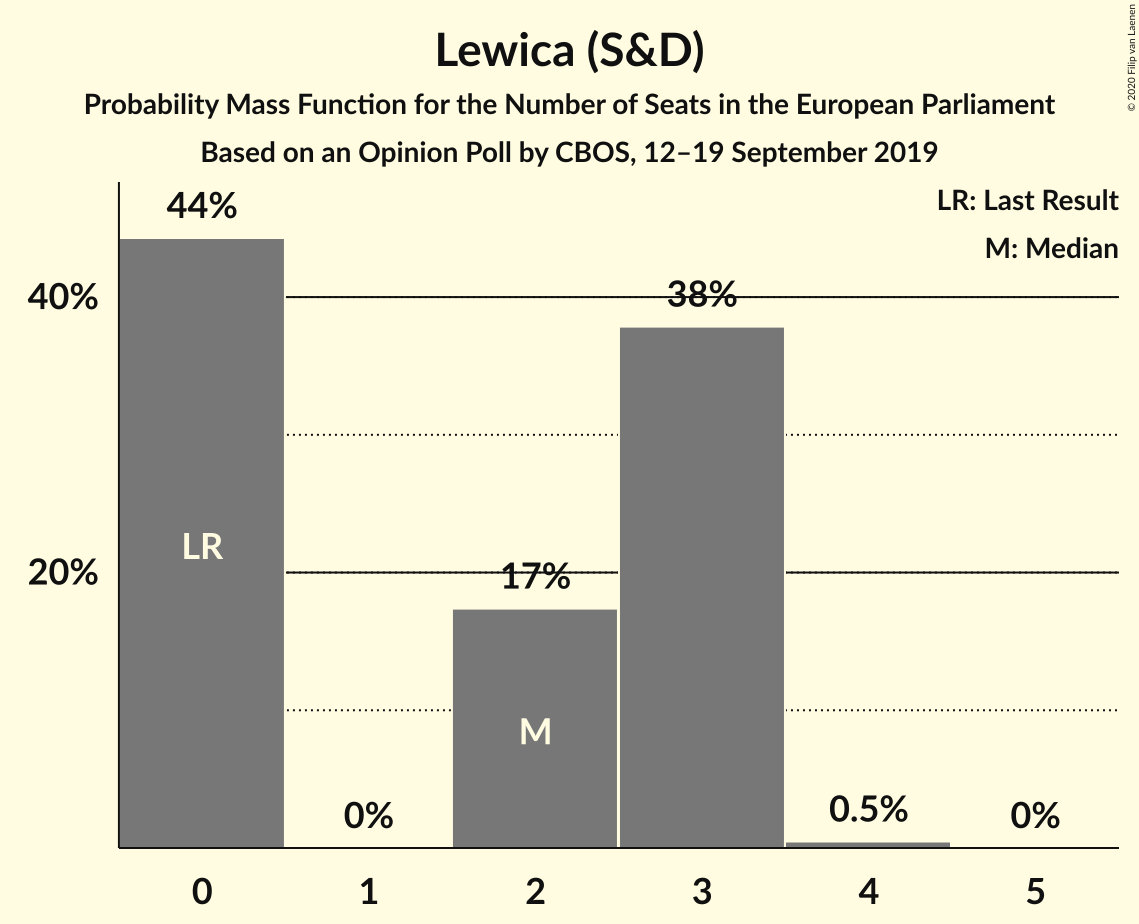 Lewica (S&D)
Probability Mass Function for the Number of Seats in the European Parliament
Based on an Opinion Poll by CBOS, 12–19 September 2019
© 2020 Filip van Laenen
LR: Last Result
M: Median
44%
40%
38%
LR
20%
17%
M
0%
0.5%
0%
0 1 2 3 4 5